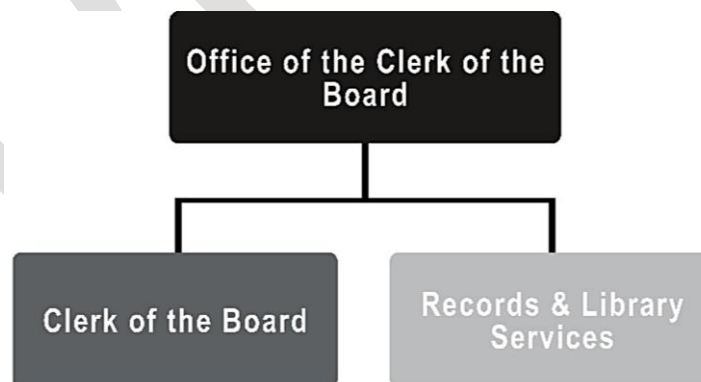 Office of the Clerk of the
Board
Clerk of the Board
Records & Library
Services